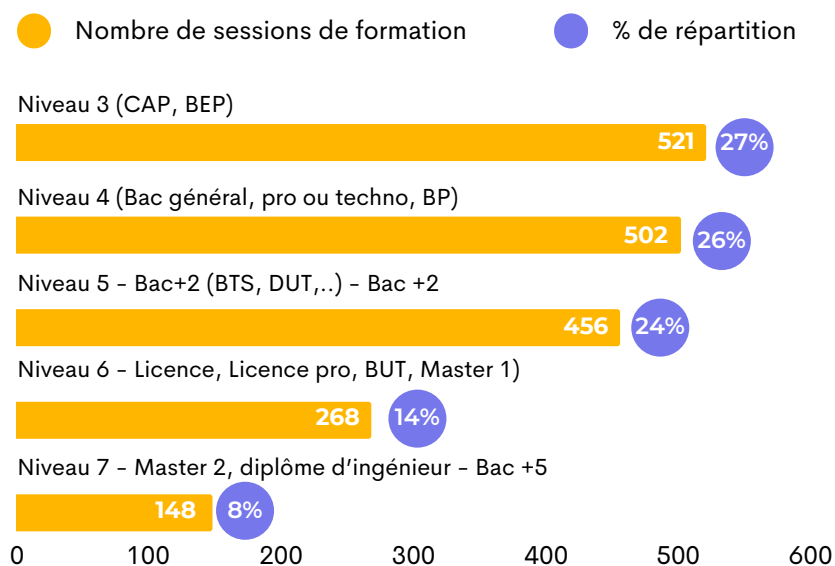 Nombre de sessions de formation
% de répartition
Niveau 3 (CAP, BEP)
521
27%
Niveau 4 (Bac général, pro ou techno, BP)
502
26%
Niveau 5 - Bac+2 (BTS, DUT,..) - Bac +2
456
24%
Niveau 6 - Licence, Licence pro, BUT, Master 1)
268
14%
Niveau 7 - Master 2, diplôme d’ingénieur - Bac +5
148
8%
0 100 200 300 400 500 600